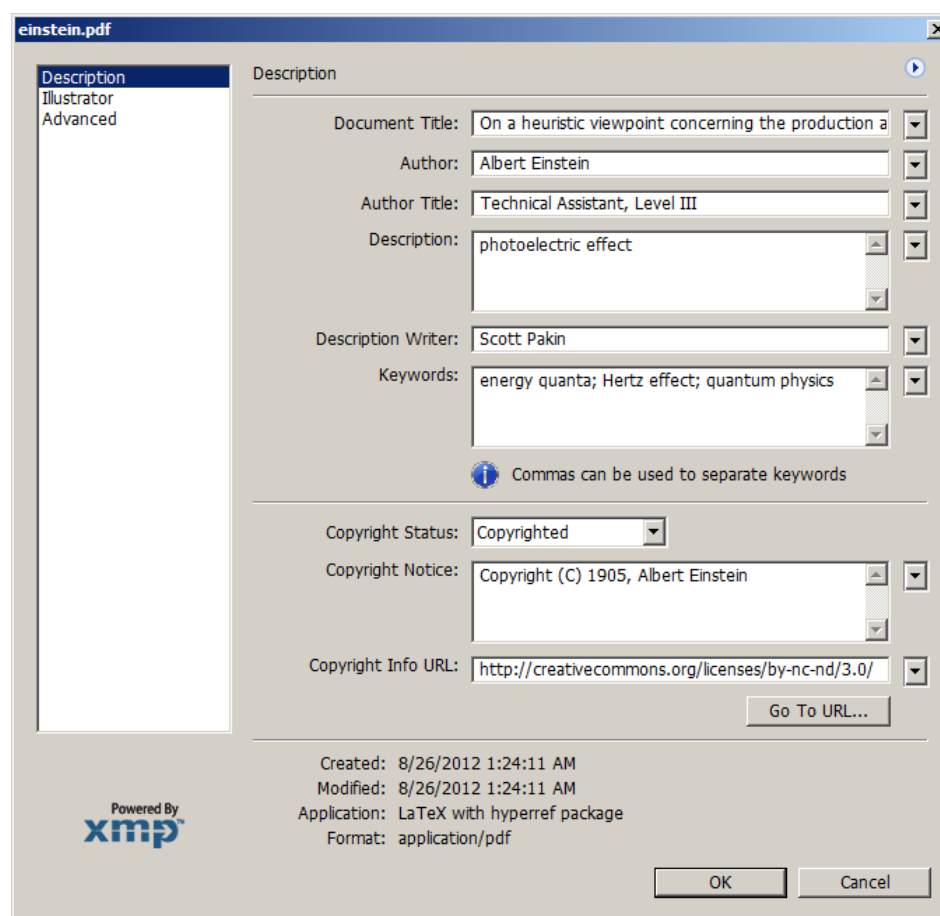 einstein.pdf
Description
Illustrator
Advanced
Description
Document Title: On a heuristic viewpoint concerning the production a
Author: Albert Einstein
Author Title: Technical Assistant, Level III
Description: photoelectric effect
Description Writer: Scott Pakin
Keywords: energy quanta; Hertz effect; quantum physics
Commas can be used to separate keywords
Copyright Status: Copyrighted
Copyright Notice: Copyright (C) 1905, Albert Einstein
Copyright Info URL: http://creativecommons.org/licenses/by-nc-nd/3.0/
Go To URL...
Created: 8/26/2012 1:24:11 AM
Modified: 8/26/2012 1:24:11 AM
Application: LaTeX with hyperref package
Format: application/pdf
Powered By
xmp™
OK Cancel